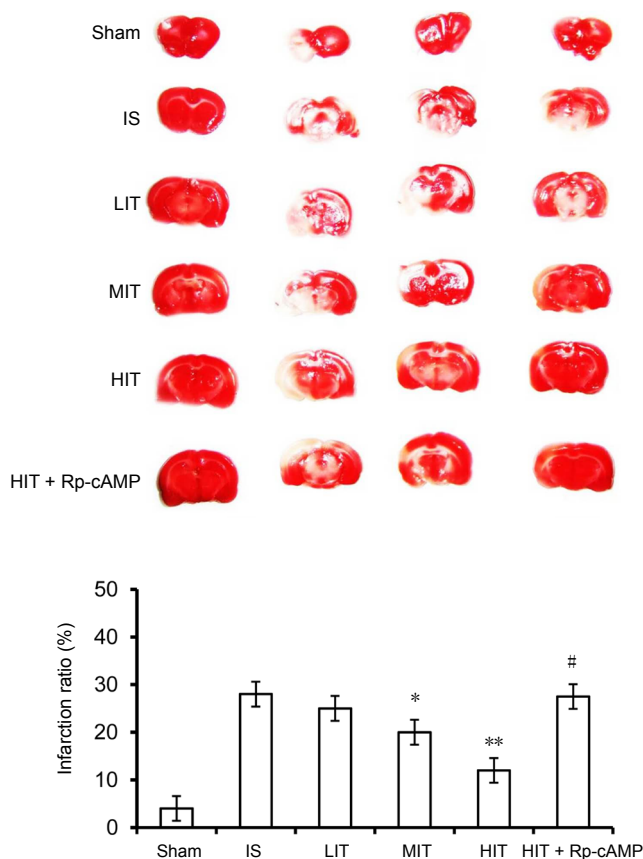 Sham
IS
LIT
MIT
HIT
HIT + Rp-cAMP
Infarction ratio (%)
50
40
30
20
10
0
*
**
#
Sham IS LIT MIT HIT HIT + Rp-cAMP